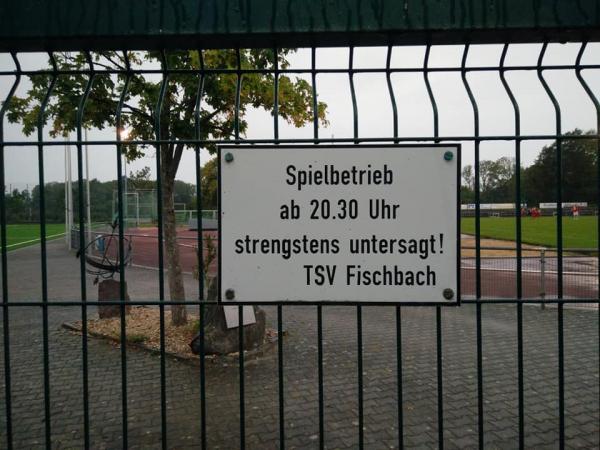 Spielbetrieb
ab 20.30 Uhr
strengstens untersagt!
TSV Fischbach